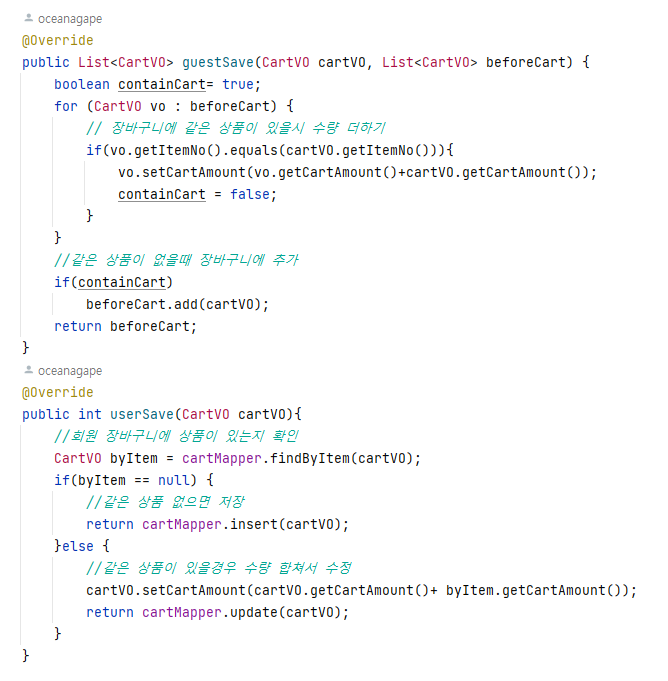 oceanagape
@Override
public List<CartVO> guestSave(CartVO cartVO, List<CartVO> beforeCart) {
boolean containCart= true;
for (CartVO vo : beforeCart) {
// 장바구니에 같은 상품이 있을시 수량 더하기
if(vo.getItemNo().equals(cartVO.getItemNo())){
vo.setCartAmount(vo.getCartAmount()+cartVO.getCartAmount());
containCart = false;
}
}
//같은 상품이 없을때 장바구니에 추가
if(containCart)
beforeCart.add(cartVO);
return beforeCart;
}
oceanagape
@Override
public int userSave(CartVO cartVO){
//회원 장바구니에 상품이 있는지 확인
CartVO byItem = cartMapper.findByItem(cartVO);
if(byItem == null) {
//같은 상품 없으면 저장
return cartMapper.insert(cartVO);
}else {
//같은 상품이 있을경우 수량 합쳐서 수정
cartVO.setCartAmount(cartVO.getCartAmount()+ byItem.getCartAmount());
return cartMapper.update(cartVO);
}
}